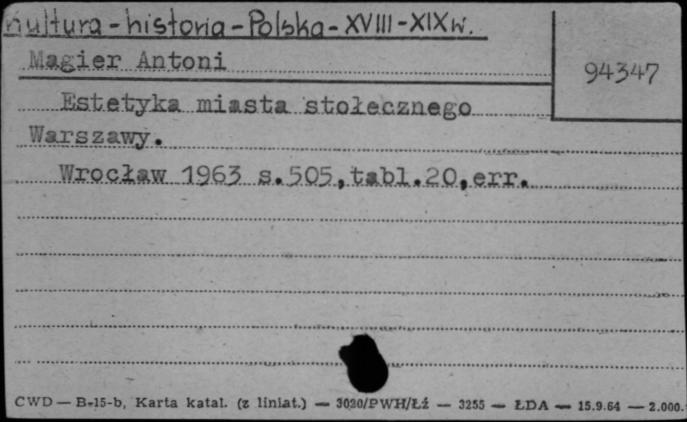 Kultura-historia-Polska-XVIII-XIXw.
Magier Antoni
94347
Estetyka miasta stołecznego
Warszawy.
Wrocław 1963 s.505,tabl.20,err.
CWD — B-15-b, Karta katal. (z liniat.) — 3020/PWH/Łź — 3255 — ŁDA — 15.9.64 — 2.000.